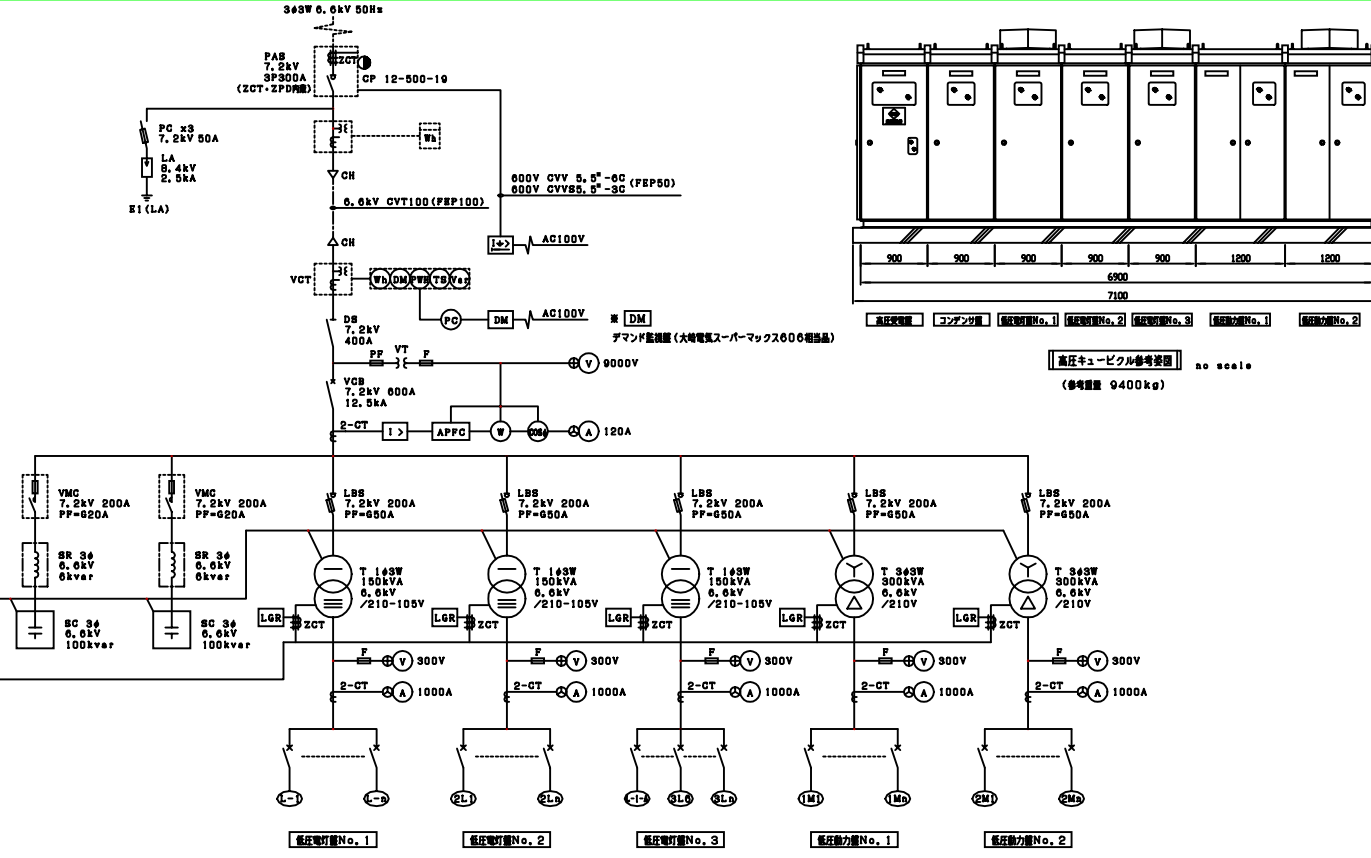 3φ3W 6.6kV 50Hz
PAS
7.2kV
3P300A
(ZCT・ZPD内蔵)
ZCT
CP 12-500-19
PC x3
7.2kV 50A
LA
8.4kV
2.5kA
E1(LA)
Wh
CH
600V CVV 5.5°-6C
600V CVVS5.5°-3C
(FEP50)
6.6kV CVT100(FEP100)
CH
I⏚>
AC100V
VCT
Wh
DM
PWR
TS
Var
PC
DM
AC100V
DS
7.2kV
400A
※ DM
デマンド監視盤(大崎電気スーパーマックス606相当品)
PF
VT
F
V
9000V
VCB
7.2kV 600A
12.5kA
2-CT
I >
APFC
W
COSφ
A
120A
VMC
7.2kV 200A
PF=G20A
VMC
7.2kV 200A
PF=G20A
LBS
7.2kV 200A
PF=G50A
LBS
7.2kV 200A
PF=G50A
LBS
7.2kV 200A
PF=G50A
LBS
7.2kV 200A
PF=G50A
LBS
7.2kV 200A
PF=G50A
SR 3φ
6.6kV
6kvar
SR 3φ
6.6kV
6kvar
T 1φ3W
150kVA
6.6kV
/210-105V
T 1φ3W
150kVA
6.6kV
/210-105V
T 1φ3W
150kVA
6.6kV
/210-105V
T 3φ3W
300kVA
6.6kV
/210V
T 3φ3W
300kVA
6.6kV
/210V
SC 3φ
6.6kV
100kvar
SC 3φ
6.6kV
100kvar
LGR
ZCT
LGR
ZCT
LGR
ZCT
LGR
ZCT
LGR
ZCT
F
V
300V
F
V
300V
F
V
300V
F
V
300V
F
V
300V
2-CT
A
1000A
2-CT
A
1000A
2-CT
A
1000A
2-CT
A
1000A
2-CT
A
1000A
L-1
L-n
2L1
2Ln
3L6
3Ln
1M1
1Mn
2M1
2Mn
低圧電灯盤No. 1
低圧電灯盤No. 2
低圧電灯盤No. 3
低圧動力盤No. 1
低圧動力盤No. 2
900
900
900
900
900
1200
1200
6900
7100
高圧受電盤
コンデンサ盤
低圧電灯盤No. 1
低圧電灯盤No. 2
低圧電灯盤No. 3
低圧動力盤No. 1
低圧動力盤No. 2
高圧キュービクル参考姿図
no scale
(参考重量 9400kg)